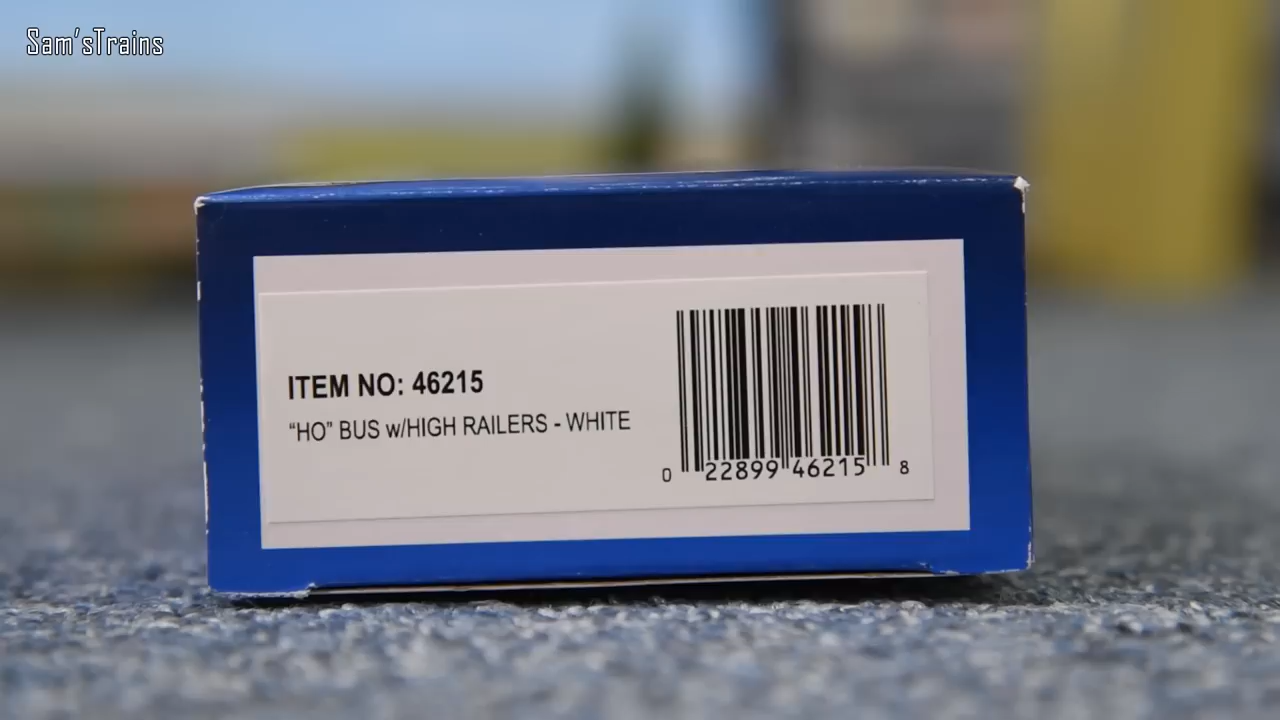 Sam'sTrains
ITEM NO: 46215
“HO” BUS w/HIGH RAILERS - WHITE
0 22899 46215 8